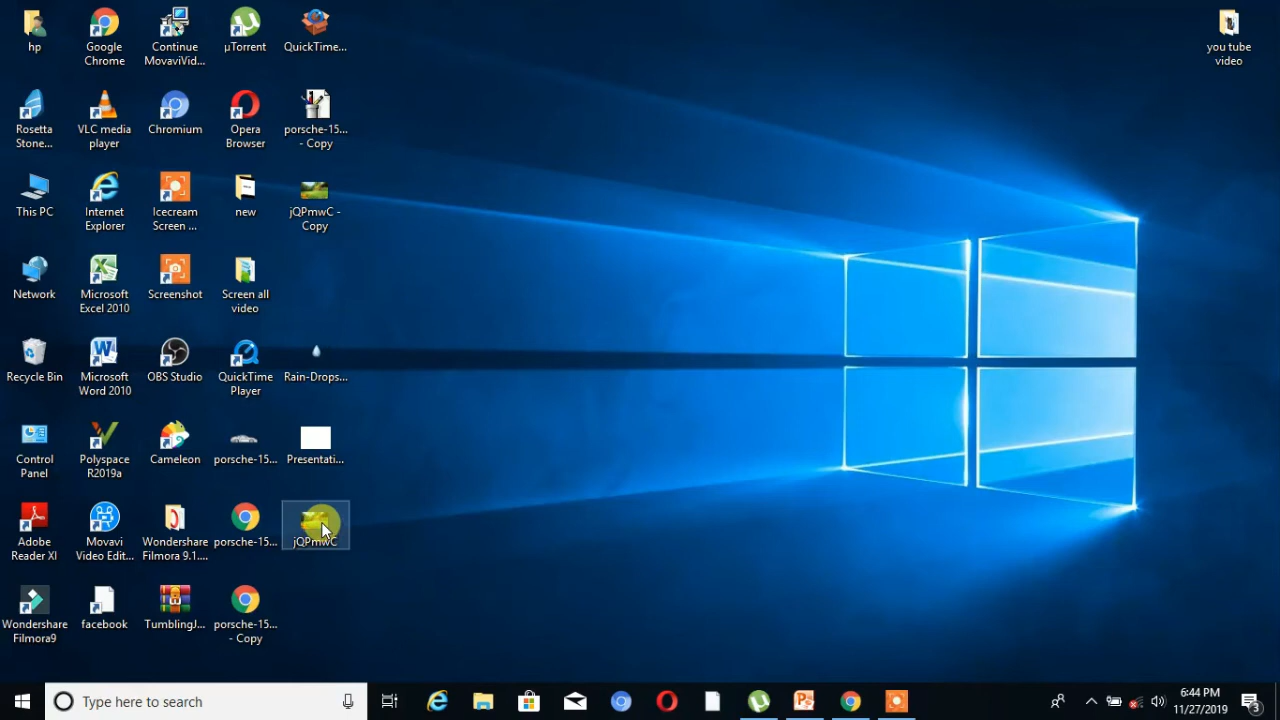 hp
Google
Chrome
Continue
MovaviVid...
µTorrent
QuickTime...
you tube
video
Rosetta
Stone...
VLC media
player
Chromium
Opera
Browser
porsche-15...
- Copy
This PC
Internet
Explorer
Icecream
Screen ...
new
jQPmwC -
Copy
Network
Microsoft
Excel 2010
Screenshot
Screen all
video
Recycle Bin
Microsoft
Word 2010
OBS Studio
QuickTime
Player
Rain-Drops...
Control
Panel
Polyspace
R2019a
Cameleon
porsche-15...
Presentati...
Adobe
Reader XI
Movavi
Video Edit...
Wondershare
Filmora 9.1....
porsche-15...
jQPmwC
Wondershare
Filmora9
facebook
TumblingJ...
porsche-15...
- Copy
Type here to search
6:44 PM
11/27/2019
3